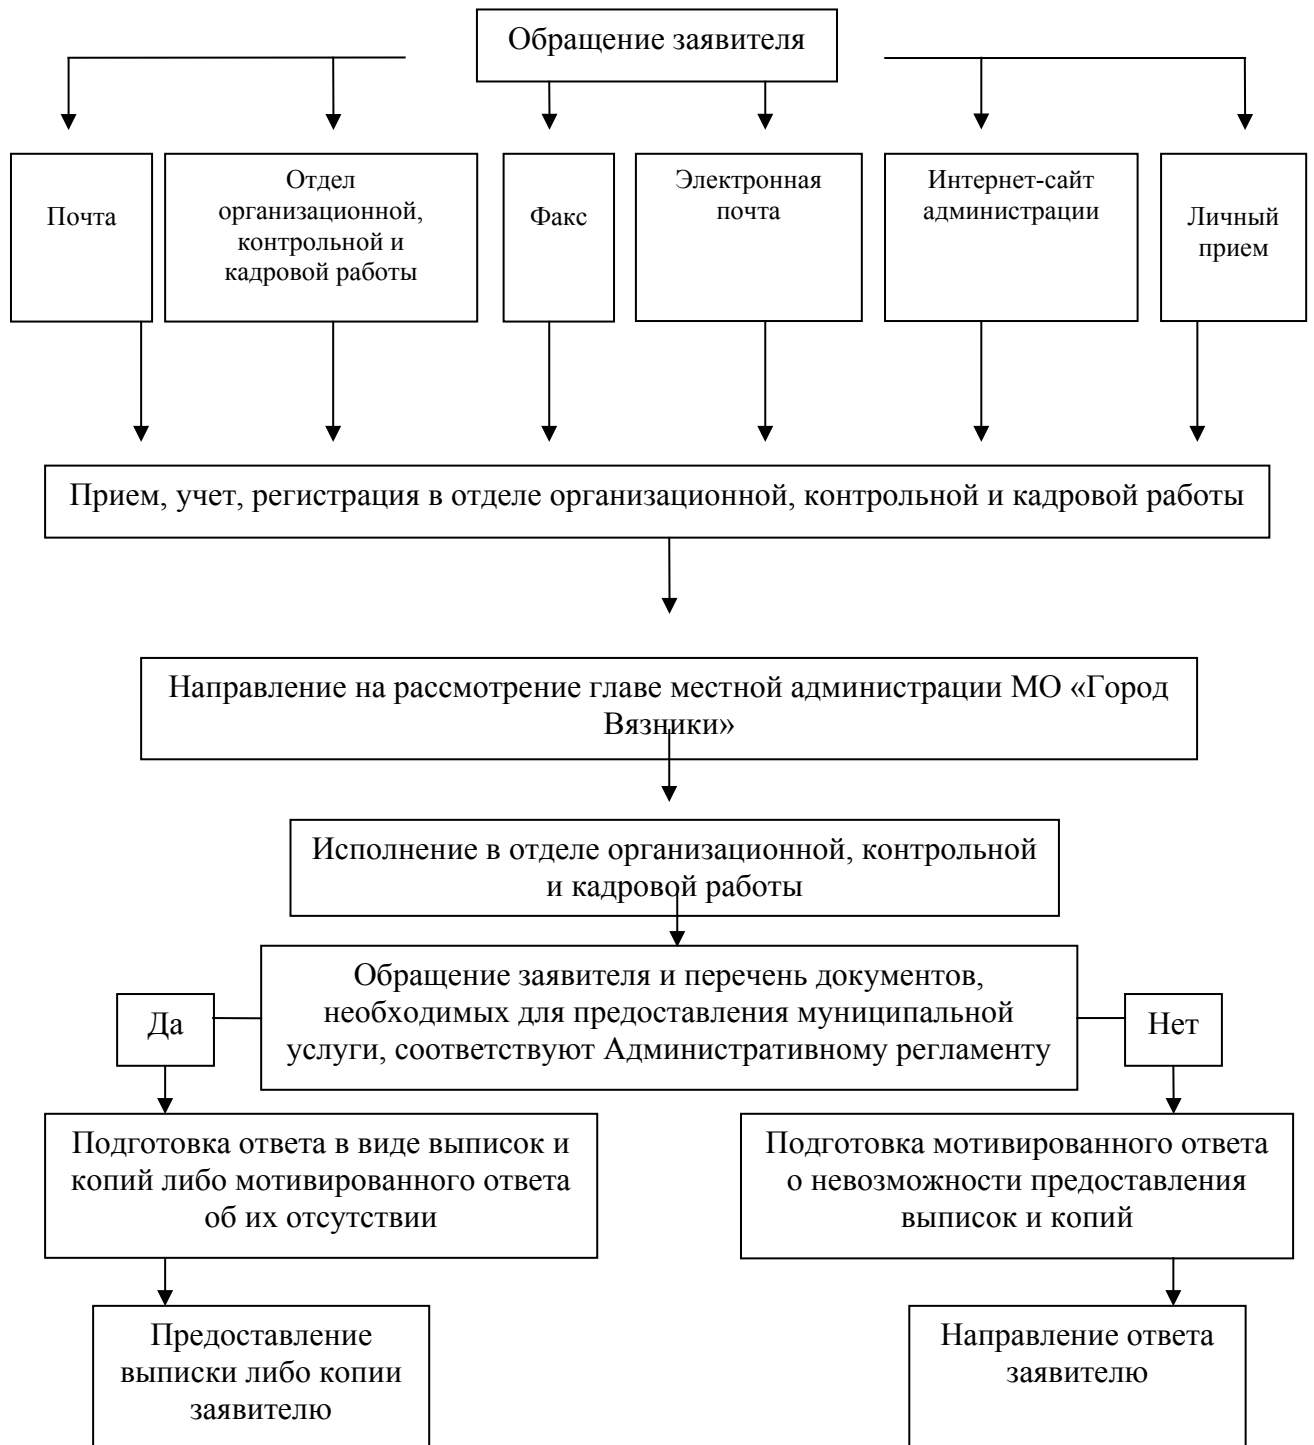 Обращение заявителя
Почта
Отдел
организационной,
контрольной и
кадровой работы
Факс
Электронная
почта
Интернет-сайт
администрации
Личный
прием
Прием, учет, регистрация в отделе организационной, контрольной и кадровой работы
Направление на рассмотрение главе местной администрации МО «Город
Вязники»
Исполнение в отделе организационной, контрольной
и кадровой работы
Обращение заявителя и перечень документов,
необходимых для предоставления муниципальной
услуги, соответствуют Административному регламенту
Да
Нет
Подготовка ответа в виде выписок и
копий либо мотивированного ответа
об их отсутствии
Подготовка мотивированного ответа
о невозможности предоставления
выписок и копий
Предоставление
выписки либо копии
заявителю
Направление ответа
заявителю